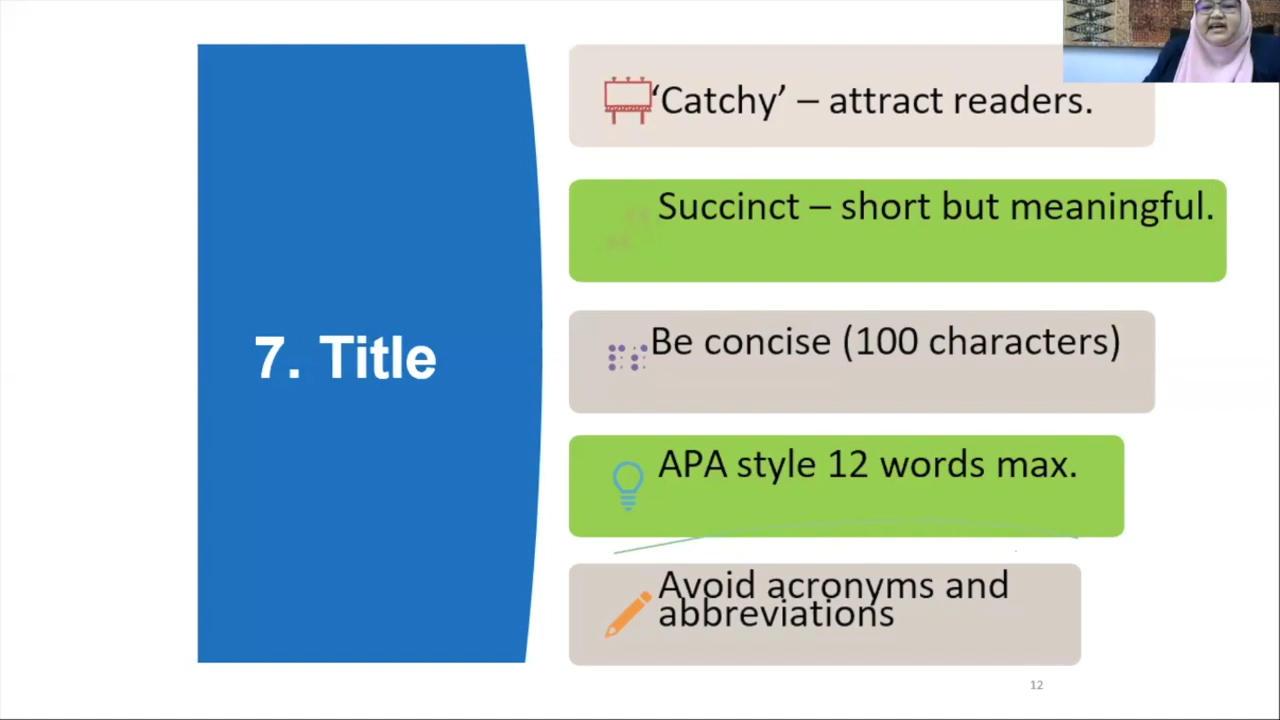 7. Title
‘Catchy’ – attract readers.
Succinct – short but meaningful.
Be concise (100 characters)
APA style 12 words max.
Avoid acronyms and
abbreviations
12